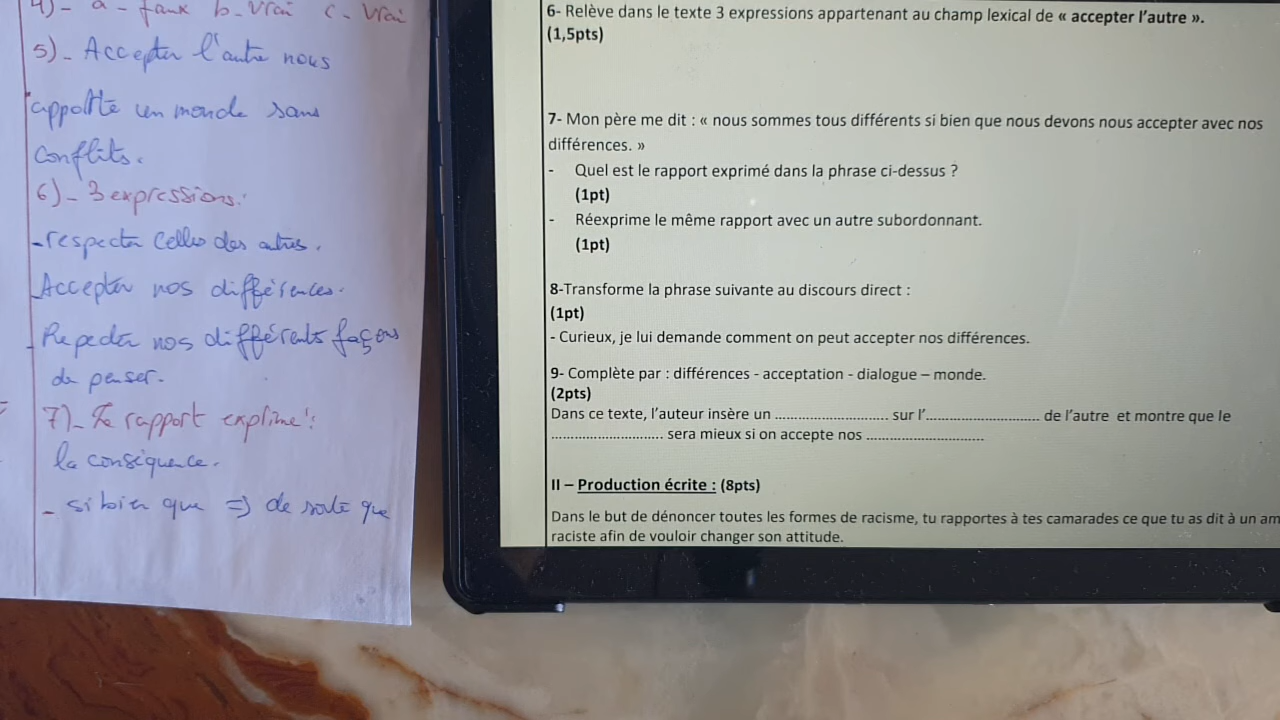 4)- a - faux b- Vrai c - Vrai
5)- Accepter l'autre nous
apporte un monde sans
conflits.
6)- 3 expressions:
- respecter celles des autres.
Accepter nos différences.
- Repecter nos différents façons
de penser.
7)- Le rapport exprimé:
la conséquence.
- si bien que => de sorte que
6- Relève dans le texte 3 expressions appartenant au champ lexical de « accepter l'autre ».
(1,5pts)
7- Mon père me dit : « nous sommes tous différents si bien que nous devons nous accepter avec nos
différences. »
- Quel est le rapport exprimé dans la phrase ci-dessus ?
(1pt)
- Réexprime le même rapport avec un autre subordonnant.
(1pt)
8-Transforme la phrase suivante au discours direct :
(1pt)
- Curieux, je lui demande comment on peut accepter nos différences.
9- Complète par : différences - acceptation - dialogue – monde.
(2pts)
Dans ce texte, l'auteur insère un ............................. sur l'............................. de l'autre et montre que le
............................. sera mieux si on accepte nos .............................
II – Production écrite : (8pts)
Dans le but de dénoncer toutes les formes de racisme, tu rapportes à tes camarades ce que tu as dit à un am
raciste afin de vouloir changer son attitude.